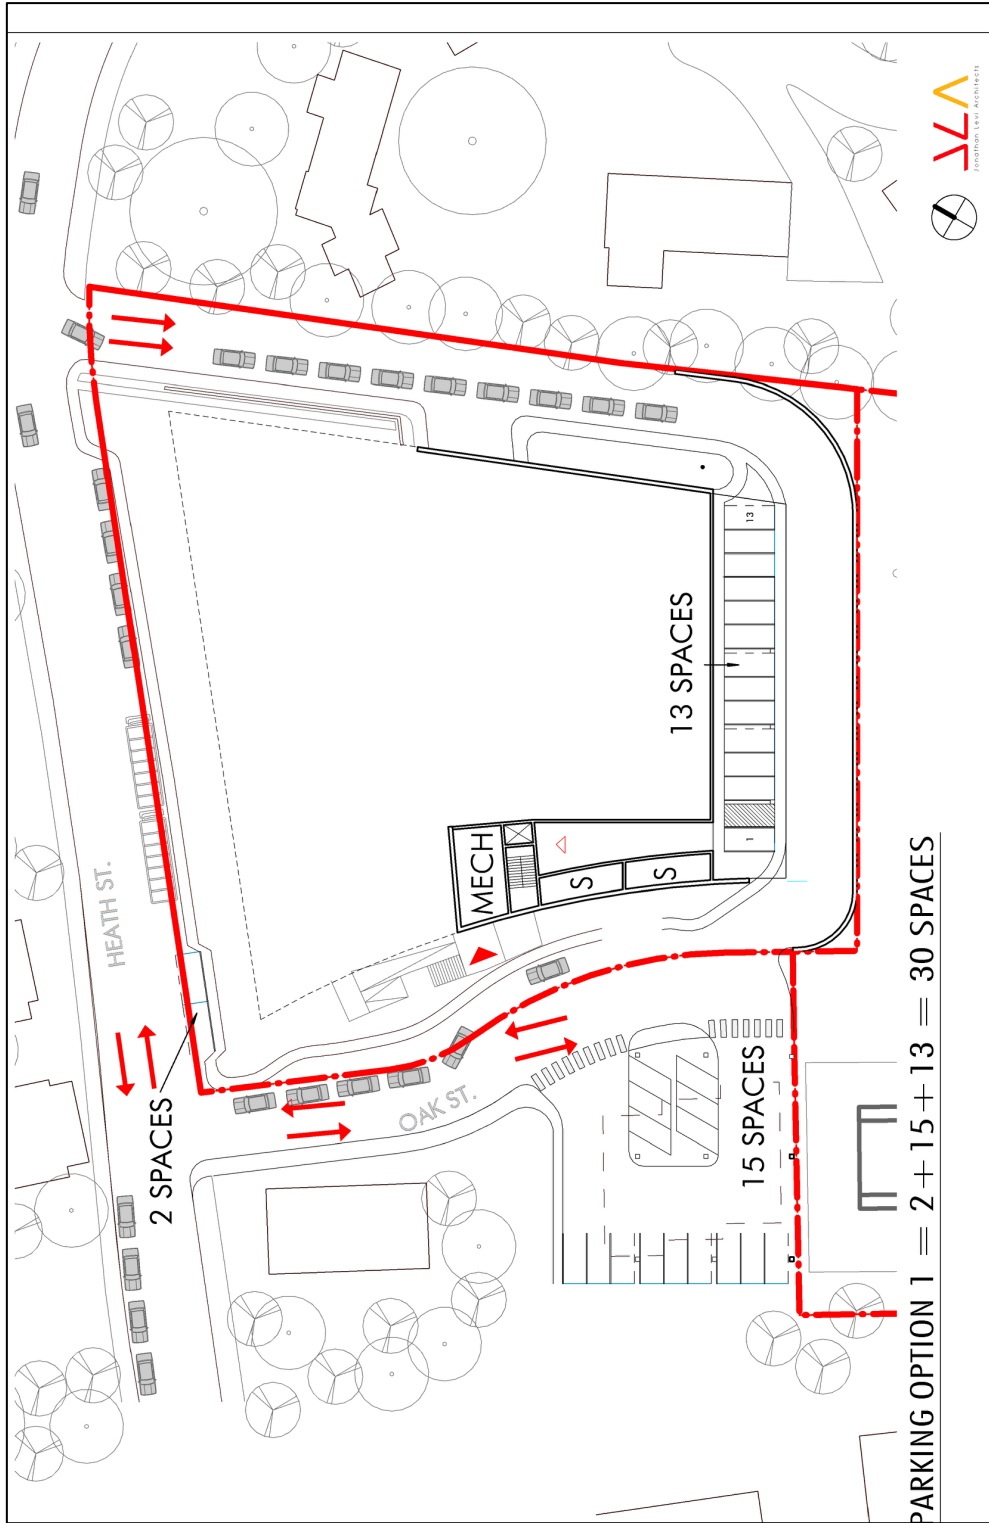 HEATH ST.
2 SPACES
OAK ST.
MECH
S
S
13 SPACES
1
13
15 SPACES
PARKING OPTION 1 = 2 + 15 + 13 = 30 SPACES
Jonathan Levi Architects